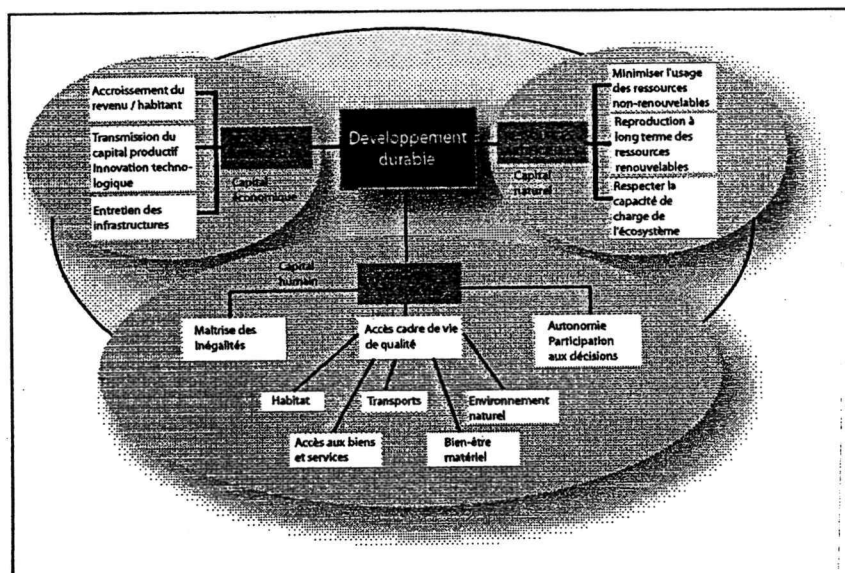 Accroissement du
revenu / habitant
Transmission du
capital productif
Innovation techno-
logique
Entretien des
infrastructures
Capital
économique
Developpement
durable
Capital
naturel
Minimiser l'usage
des ressources
non-renouvelables
Reproduction à
long terme des
ressources
renouvelables
Respecter la
capacité de
charge de
l'écosystème
Capital
humain
Maîtrise des
inégalités
Accès cadre de vie
de qualité
Autonomie
Participation
aux décisions
Habitat
Transports
Environnement
naturel
Accès aux biens
et services
Bien-être
matériel